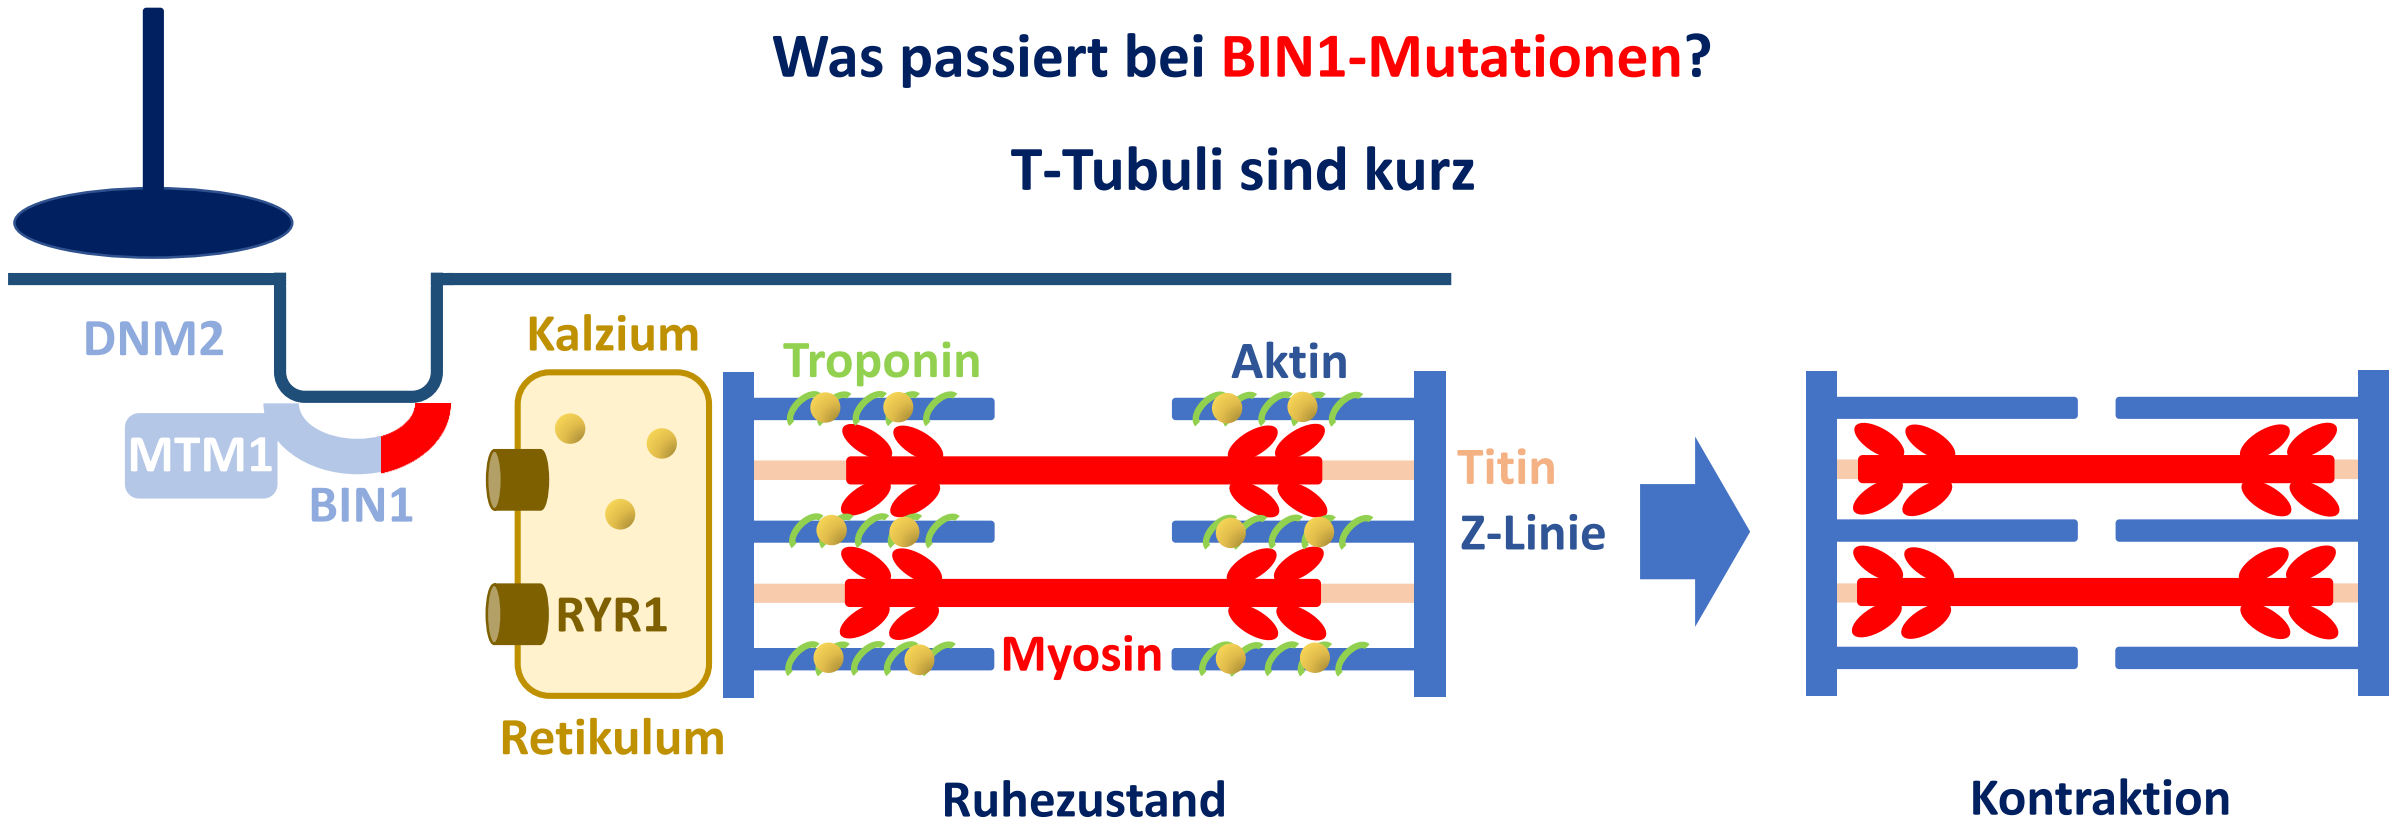 Was passiert bei BIN1-Mutationen?
T-Tubuli sind kurz
DNM2
MTM1
BIN1
Kalzium
RYR1
Retikulum
Troponin
Aktin
Titin
Z-Linie
Myosin
Ruhezustand
Kontraktion